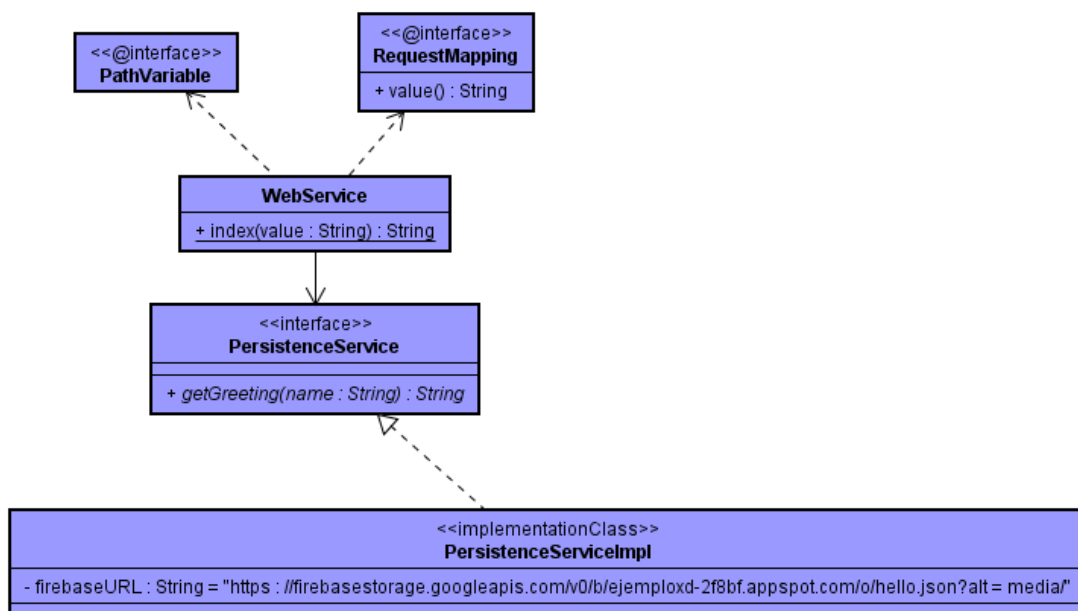 <<@interface>>
PathVariable
<<@interface>>
RequestMapping
+ value() : String
WebService
+ index(value : String) : String
<<interface>>
PersistenceService
+ getGreeting(name : String) : String
<<implementationClass>>
PersistenceServiceImpl
- firebaseURL : String = "https : //firebasestorage.googleapis.com/v0/b/ejemploxd-2f8bf.appspot.com/o/hello.json?alt = media/"